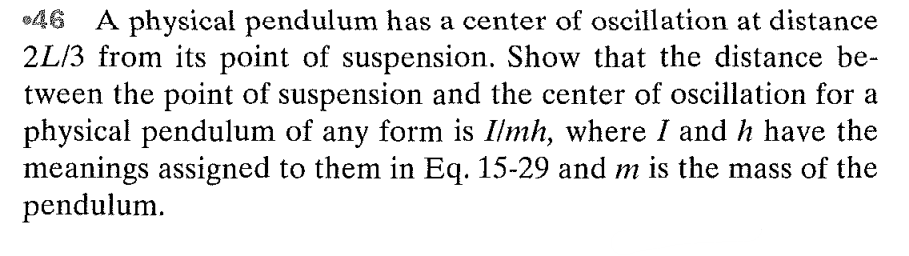 •46 A physical pendulum has a center of oscillation at distance
2L/3 from its point of suspension. Show that the distance be-
tween the point of suspension and the center of oscillation for a
physical pendulum of any form is I/mh, where I and h have the
meanings assigned to them in Eq. 15-29 and m is the mass of the
pendulum.